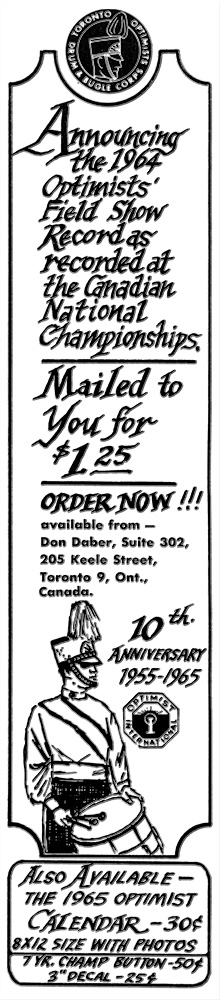 TORONTO OPTIMISTS
DRUM & BUGLE CORPS
Announcing
the 1964
Optimists'
Field Show
Record as
recorded at
the Canadian
National
Championships.
Mailed to
You for
$1.25
ORDER NOW !!!
available from —
Don Daber, Suite 302,
205 Keele Street,
Toronto 9, Ont.,
Canada.
10th.
ANNIVERSARY
1955-1965
OPTIMIST
INTERNATIONAL
ALSO AVAILABLE —
THE 1965 OPTIMIST
CALENDAR - 30¢
8X12 SIZE WITH PHOTOS
7 YR. CHAMP BUTTON - 50¢
3" DECAL - 25¢